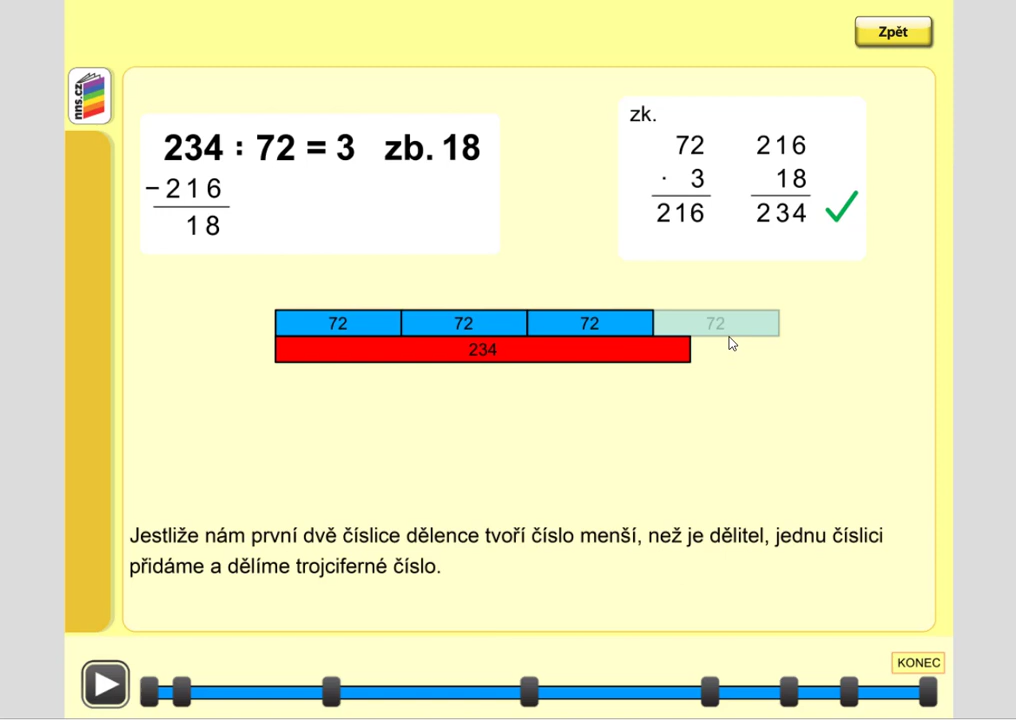 Zpět
nns.cz
234 : 72 = 3 zb. 18
−216
18
zk.
72
· 3
216
216
18
234
72 72 72 72
234
Jestliže nám první dvě číslice dělence tvoří číslo menší, než je dělitel, jednu číslici
přidáme a dělíme trojciferné číslo.
KONEC